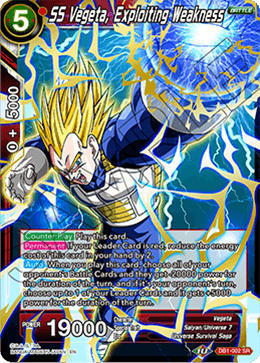 5
SS Vegeta, Exploiting Weakness
BATTLE
0 + 5000
Counter:Play Play this card.
Permanent If your Leader Card is red, reduce the energy
cost of this card in your hand by 2.
Auto When you play this card, choose all of your
opponent's Battle Cards and they get -20000 power for
the duration of the turn, and if it's your opponent's turn,
choose up to 1 of your Leader Cards and it gets +5000
power for the duration of the turn.
POWER
19000
Vegeta
Saiyan/Universe 7
Universe Survival Saga
DB1-002 SR